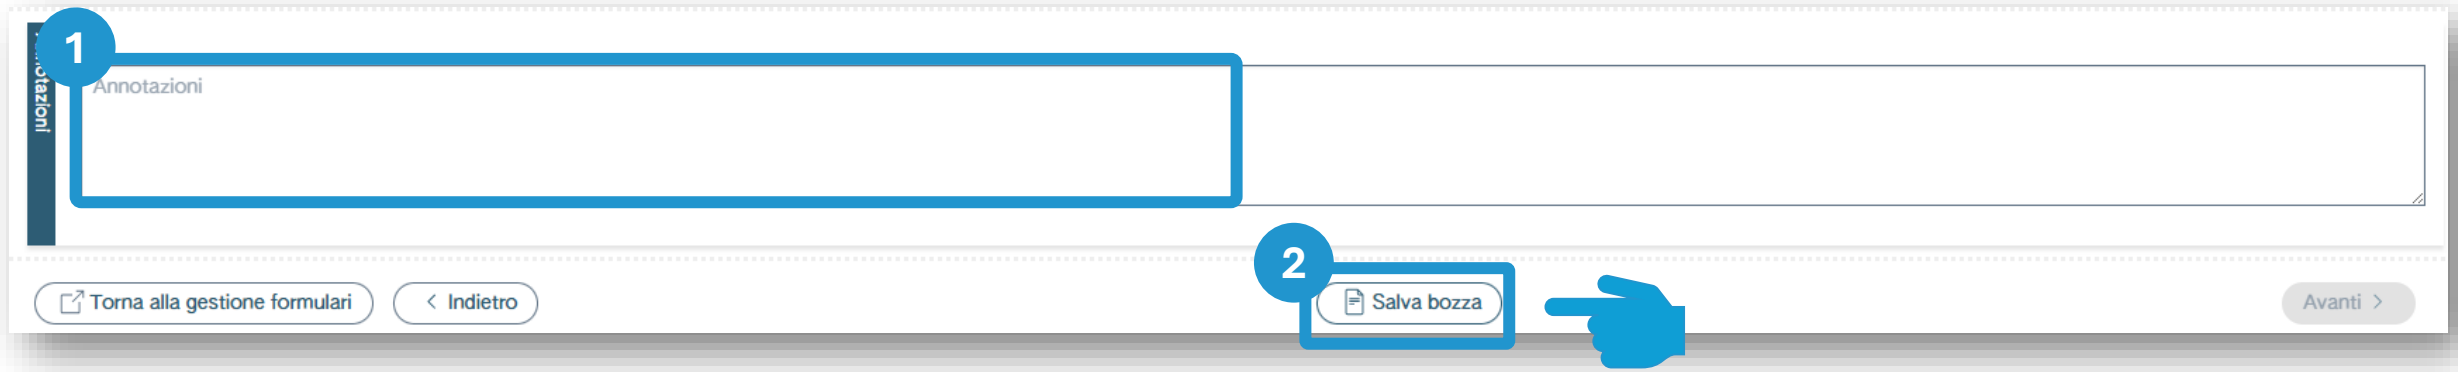 1
Annotazioni
2
Torna alla gestione formulari
Indietro
Salva bozza
Avanti